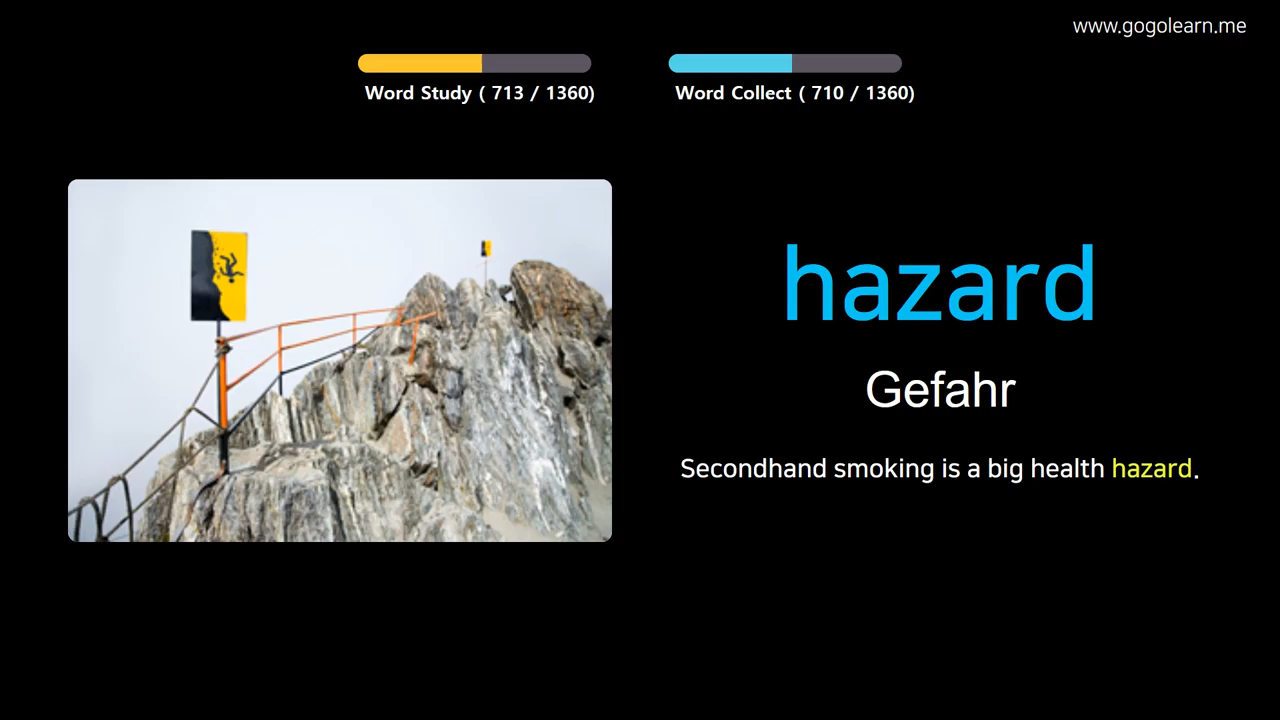 www.gogolearn.me
Word Study ( 713 / 1360)
Word Collect ( 710 / 1360)
hazard
Gefahr
Secondhand smoking is a big health hazard.